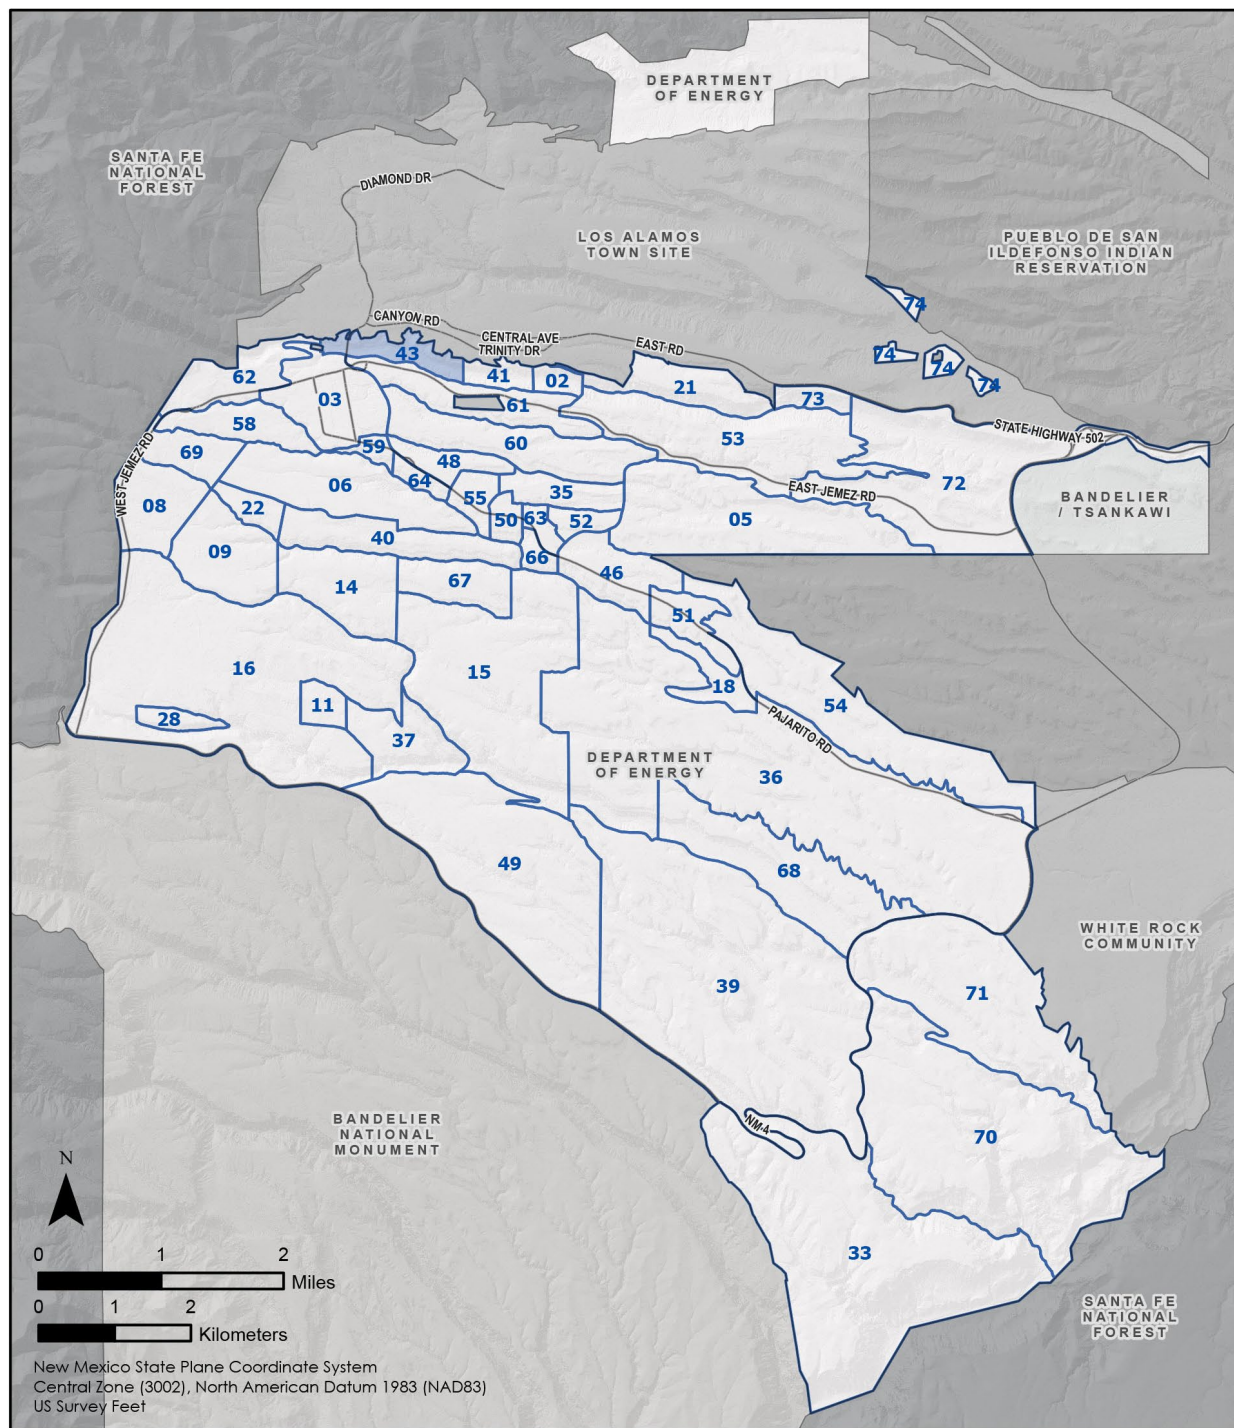 DEPARTMENT
OF ENERGY
SANTA FE
NATIONAL
FOREST
DIAMOND DR
LOS ALAMOS
TOWN SITE
PUEBLO DE SAN
ILDEFONSO INDIAN
RESERVATION
74
CANYON RD
CENTRAL AVE
TRINITY DR
EAST RD
43
74
74
74
62
41
02
21
03
61
73
58
53
STATE HIGHWAY 502
WEST JEMEZ RD
69
59
60
48
06
64
55
35
EAST JEMEZ RD
72
BANDELIER
/ TSANKAWI
08
22
50
63
52
05
40
09
66
14
67
46
51
16
15
18
11
28
54
PAJARITO RD
37
DEPARTMENT
OF ENERGY
36
49
68
WHITE ROCK
COMMUNITY
39
71
BANDELIER
NATIONAL
MONUMENT
NM 4
70
N
33
0 1 2
Miles
0 1 2
Kilometers
SANTA FE
NATIONAL
FOREST
New Mexico State Plane Coordinate System
Central Zone (3002), North American Datum 1983 (NAD83)
US Survey Feet